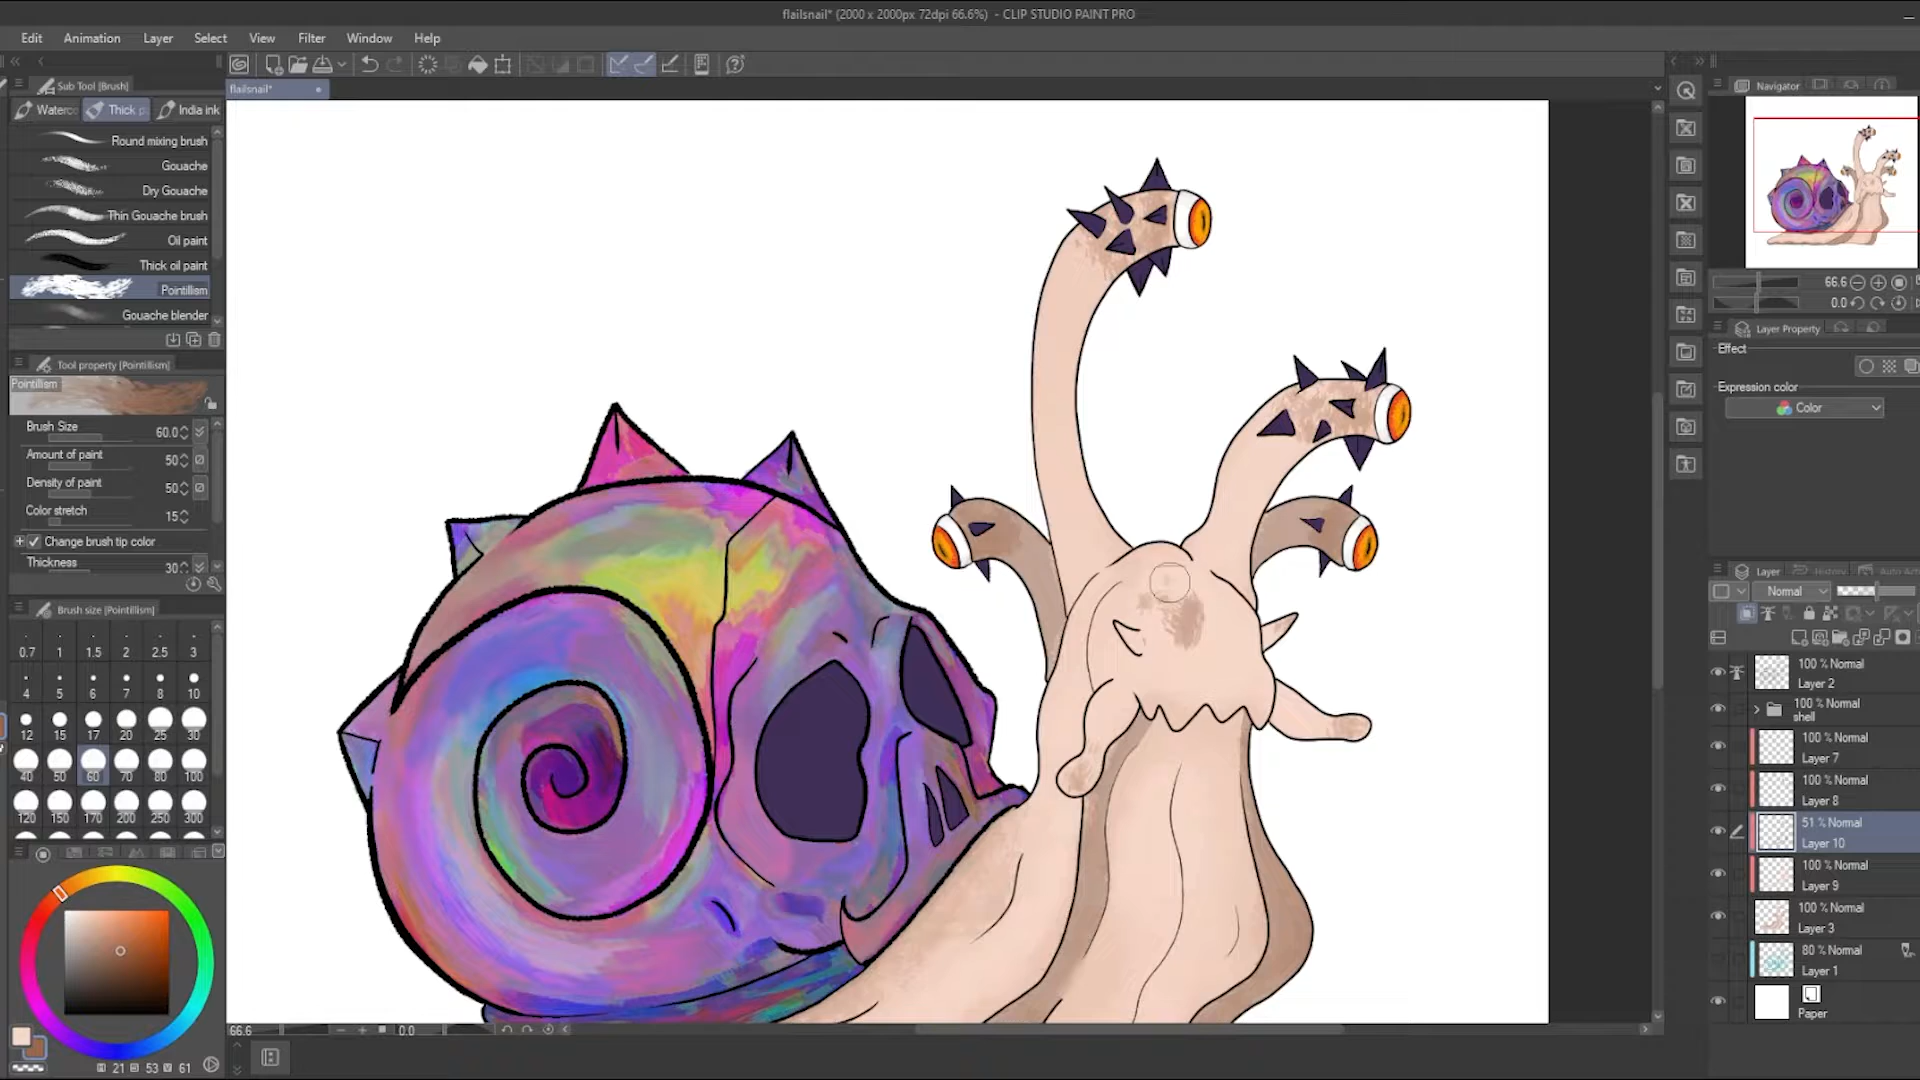 flailsnail* (2000 x 2000px 72dpi 66.6%) - CLIP STUDIO PAINT PRO
Edit Animation Layer Select View Filter Window Help
Sub Tool [Brush]
flailsnail*
Navigator
Waterco Thick p India ink
Round mixing brush
Gouache
Dry Gouache
Thin Gouache brush
Oil paint
Thick oil paint
Pointillism
Gouache blender
66.6
0.0
Layer Property
Effect
Expression color
Color
Tool property [Pointillism]
Pointillism
Brush Size 60.0
Amount of paint 50
Density of paint 50
Color stretch 15
Change brush tip color
Thickness 30
Brush size [Pointillism]
0.7 1 1.5 2 2.5 3
4 5 6 7 8 10
12 15 17 20 25 30
40 50 60 70 80 100
120 150 170 200 250 300
Layer History
Normal
100 % Normal
Layer 2
100 % Normal
shell
100 % Normal
Layer 7
100 % Normal
Layer 8
51 % Normal
Layer 10
100 % Normal
Layer 9
100 % Normal
Layer 3
80 % Normal
Layer 1
Paper
66.6 0.0
21 53 61